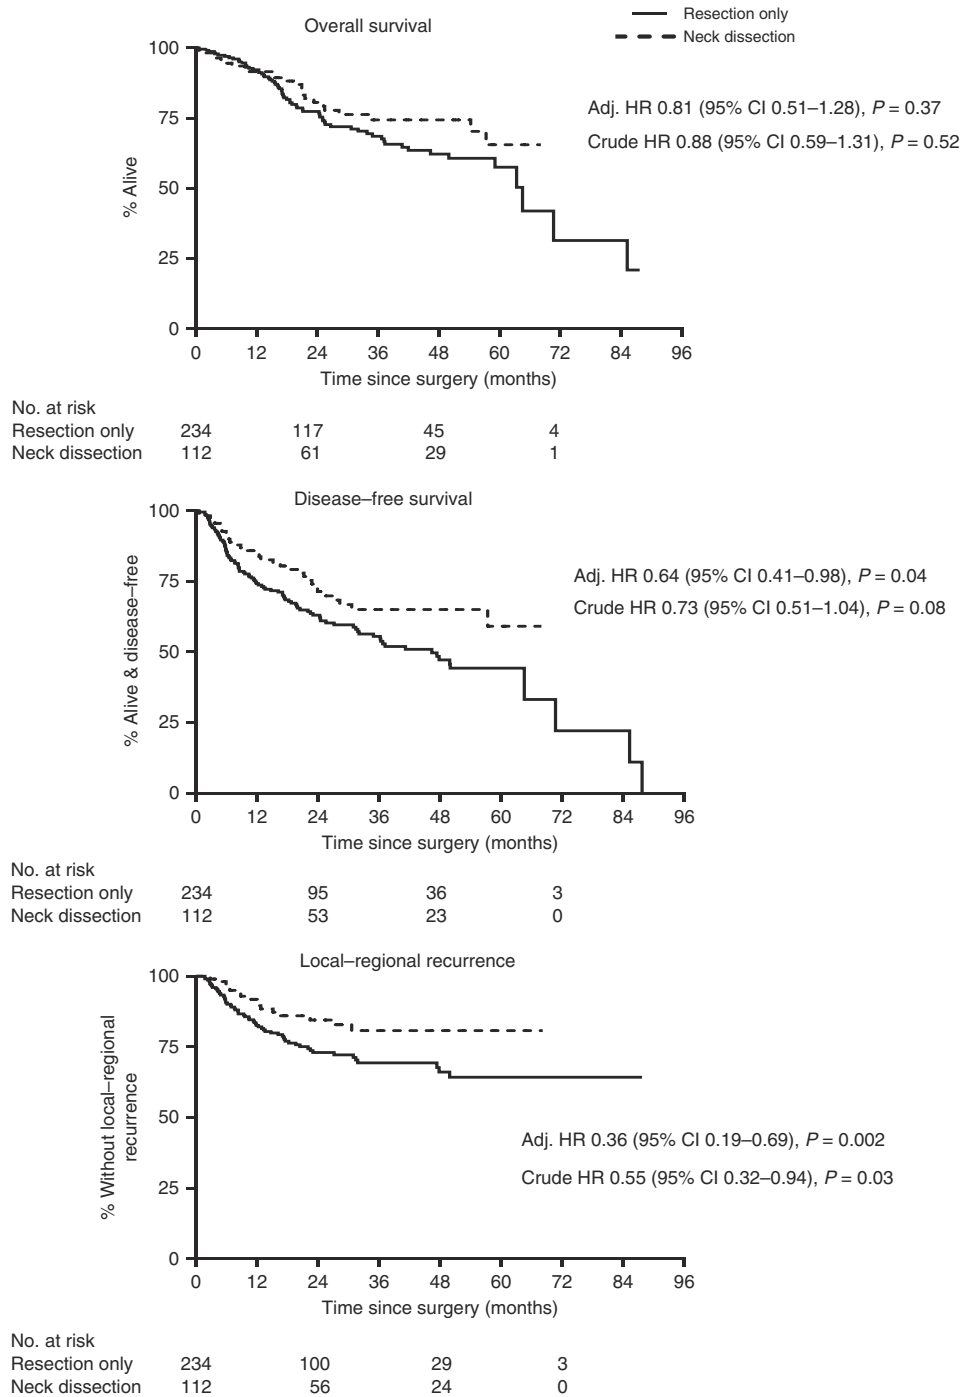 Overall survival
Resection only
Neck dissection
100
75
50
25
0
% Alive
Adj. HR 0.81 (95% CI 0.51–1.28), P = 0.37
Crude HR 0.88 (95% CI 0.59–1.31), P = 0.52
0 12 24 36 48 60 72 84 96
Time since surgery (months)
No. at risk
Resection only 234 117 45 4
Neck dissection 112 61 29 1
Disease–free survival
100
75
50
25
0
% Alive & disease–free
Adj. HR 0.64 (95% CI 0.41–0.98), P = 0.04
Crude HR 0.73 (95% CI 0.51–1.04), P = 0.08
0 12 24 36 48 60 72 84 96
Time since surgery (months)
No. at risk
Resection only 234 95 36 3
Neck dissection 112 53 23 0
Local–regional recurrence
100
75
50
25
0
% Without local–regional
recurrence
Adj. HR 0.36 (95% CI 0.19–0.69), P = 0.002
Crude HR 0.55 (95% CI 0.32–0.94), P = 0.03
0 12 24 36 48 60 72 84 96
Time since surgery (months)
No. at risk
Resection only 234 100 29 3
Neck dissection 112 56 24 0